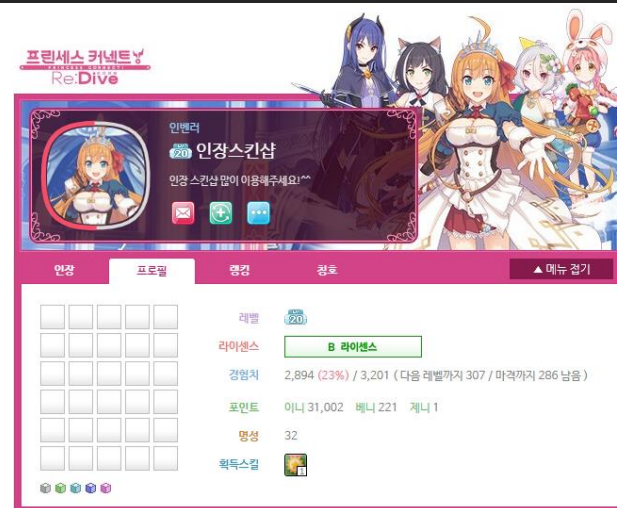 프린세스 커넥트!
PRINCESS CONNECT!
Re:Dive
인벤러
20 인장스킨샵
인장 스킨샵 많이 이용해주세요!^^
인장 프로필 랭킹 칭호 ▲ 메뉴 접기
레벨 20
라이센스 B 라이센스
경험치 2,894 (23%) / 3,201 ( 다음 레벨까지 307 / 마격까지 286 남음 )
포인트 이니 31,002 베니 221 제니 1
명성 32
획득스킬 1